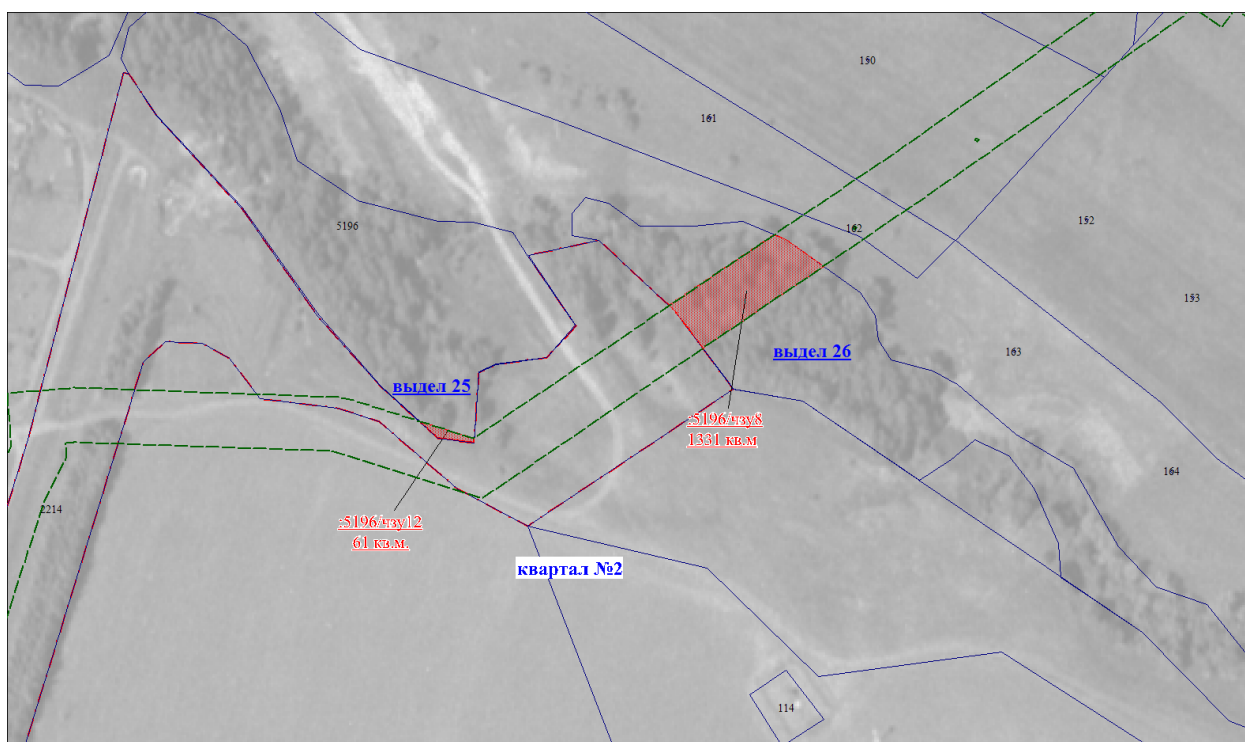 150
161
5196
162
152
153
163
выдел 26
выдел 25
:5196/чзу8
1331 кв.м
164
2214
:5196/чзу12
61 кв.м.
квартал №2
114